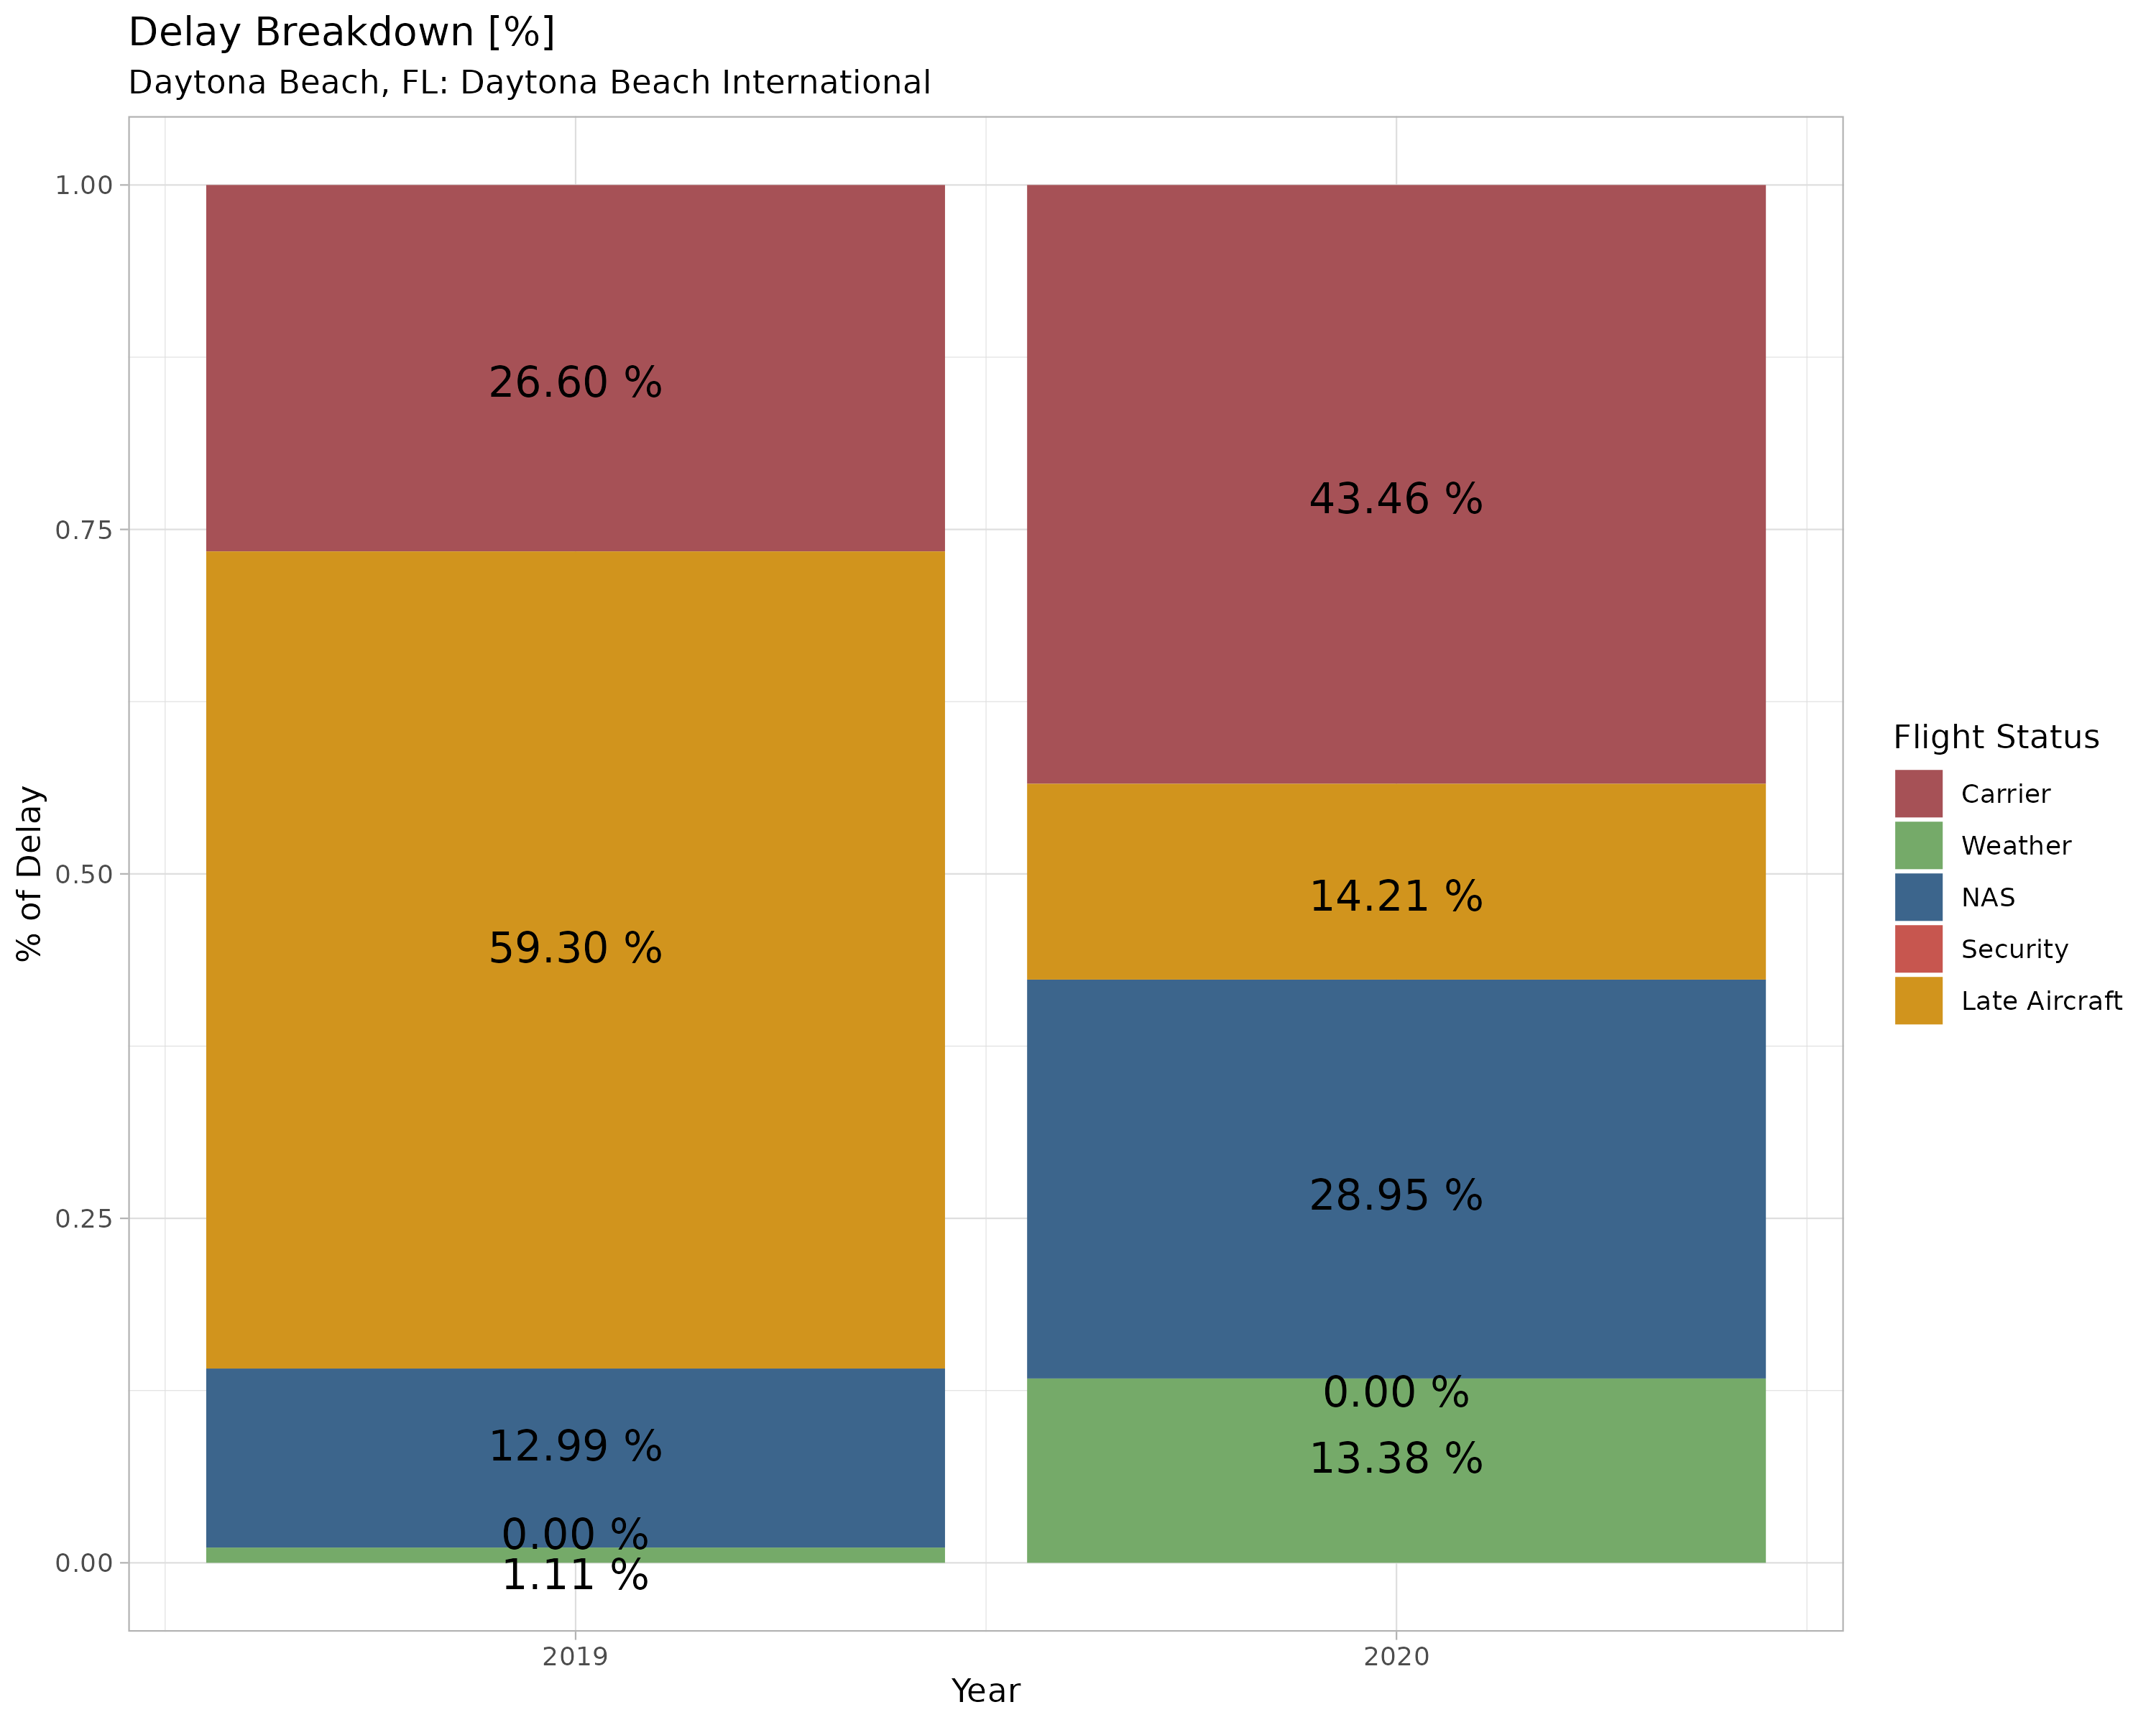 Delay Breakdown [%]
Daytona Beach, FL: Daytona Beach International
% of Delay
1.00
0.75
0.50
0.25
0.00
26.60 %
59.30 %
12.99 %
0.00 %
1.11 %
43.46 %
14.21 %
28.95 %
0.00 %
13.38 %
2019
2020
Year
Flight Status
Carrier
Weather
NAS
Security
Late Aircraft